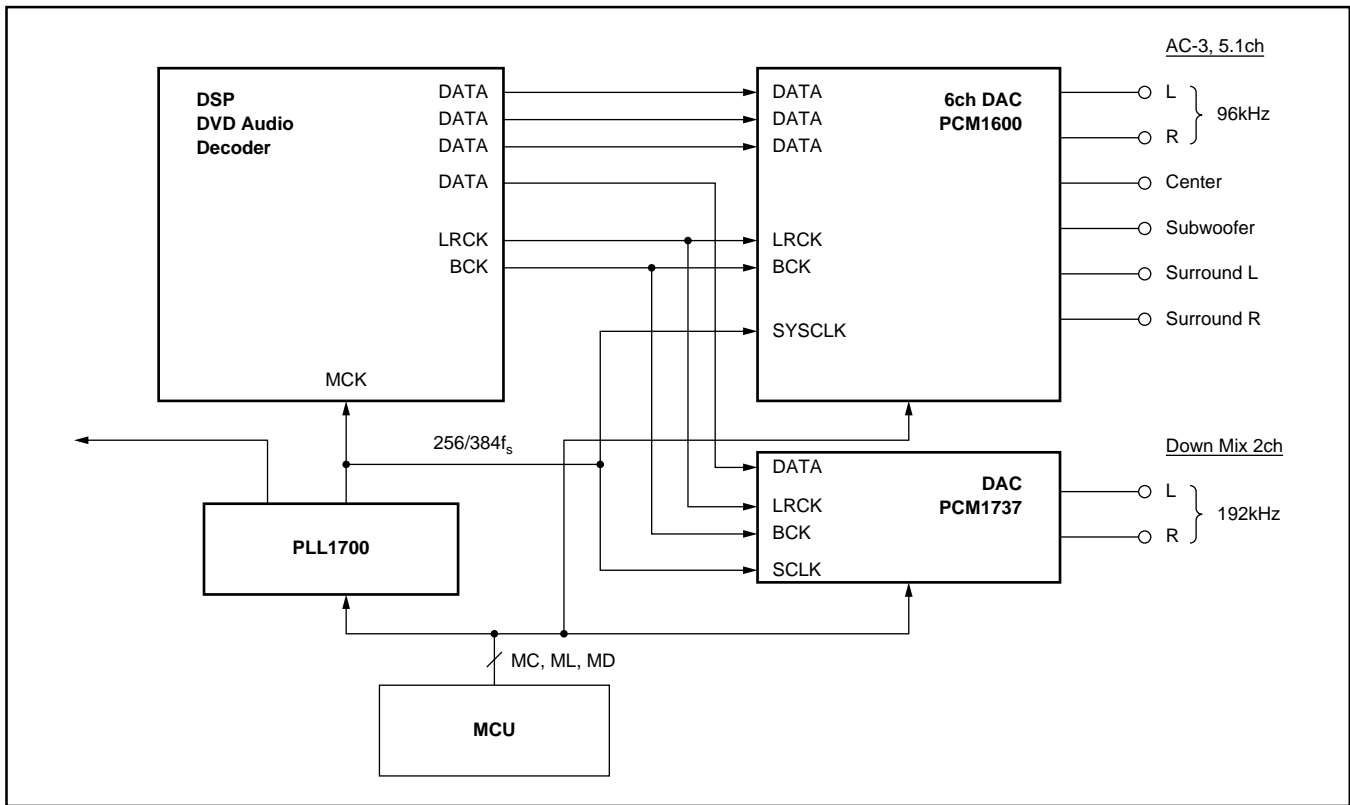 AC-3, 5.1ch
DSP
DVD Audio
Decoder
DATA
DATA
DATA
DATA
LRCK
BCK
MCK
DATA
DATA
DATA
LRCK
BCK
SYSCLK
6ch DAC
PCM1600
L
R
96kHz
Center
Subwoofer
Surround L
Surround R
256/384fs
PLL1700
DATA
LRCK
BCK
SCLK
DAC
PCM1737
Down Mix 2ch
L
R
192kHz
MC, ML, MD
MCU